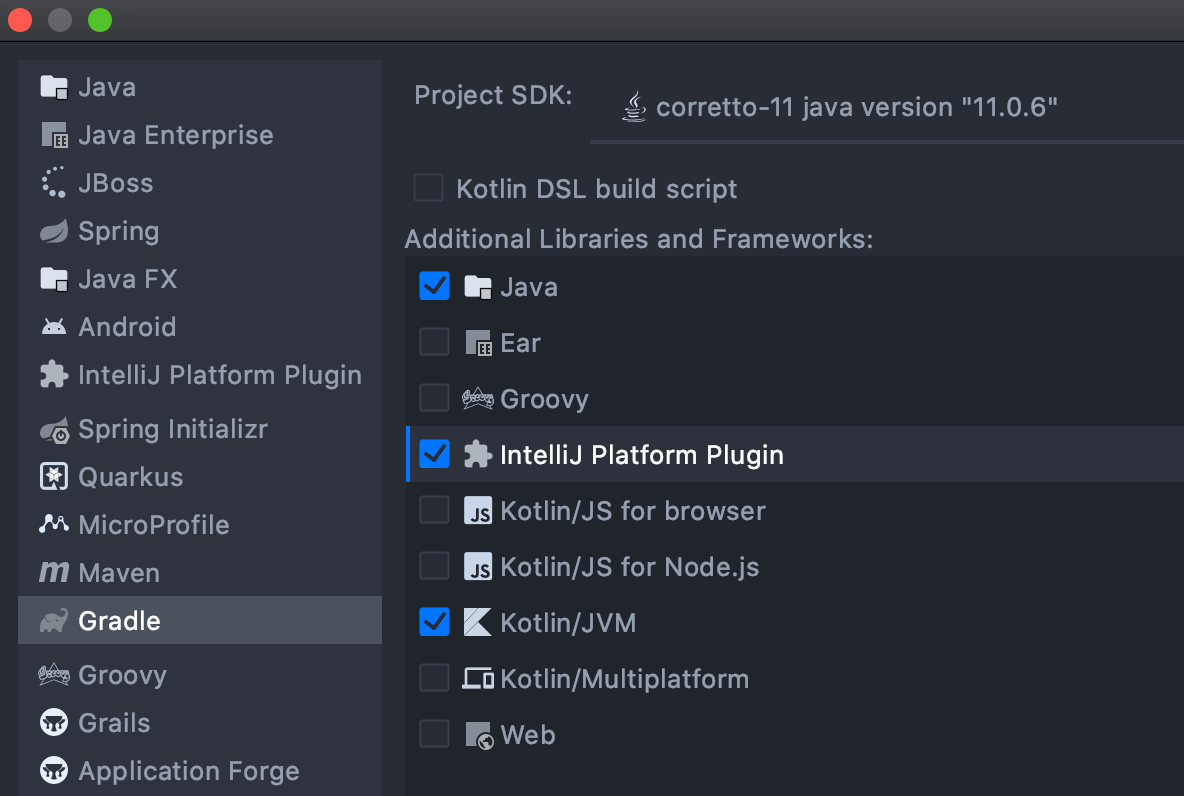 Java
Java Enterprise
JBoss
Spring
Java FX
Android
IntelliJ Platform Plugin
Spring Initializr
Quarkus
MicroProfile
Maven
Gradle
Groovy
Grails
Application Forge
Project SDK:
corretto-11 java version "11.0.6"
Kotlin DSL build script
Additional Libraries and Frameworks:
Java
Ear
Groovy
IntelliJ Platform Plugin
Kotlin/JS for browser
Kotlin/JS for Node.js
Kotlin/JVM
Kotlin/Multiplatform
Web